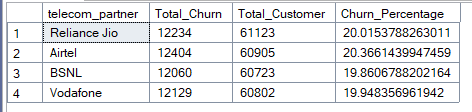 telecom_partner Total_Churn Total_Customer Churn_Percentage
1 Reliance Jio 12234 61123 20.0153788263011
2 Airtel 12404 60905 20.3661439947459
3 BSNL 12060 60723 19.8606788202164
4 Vodafone 12129 60802 19.948356961942